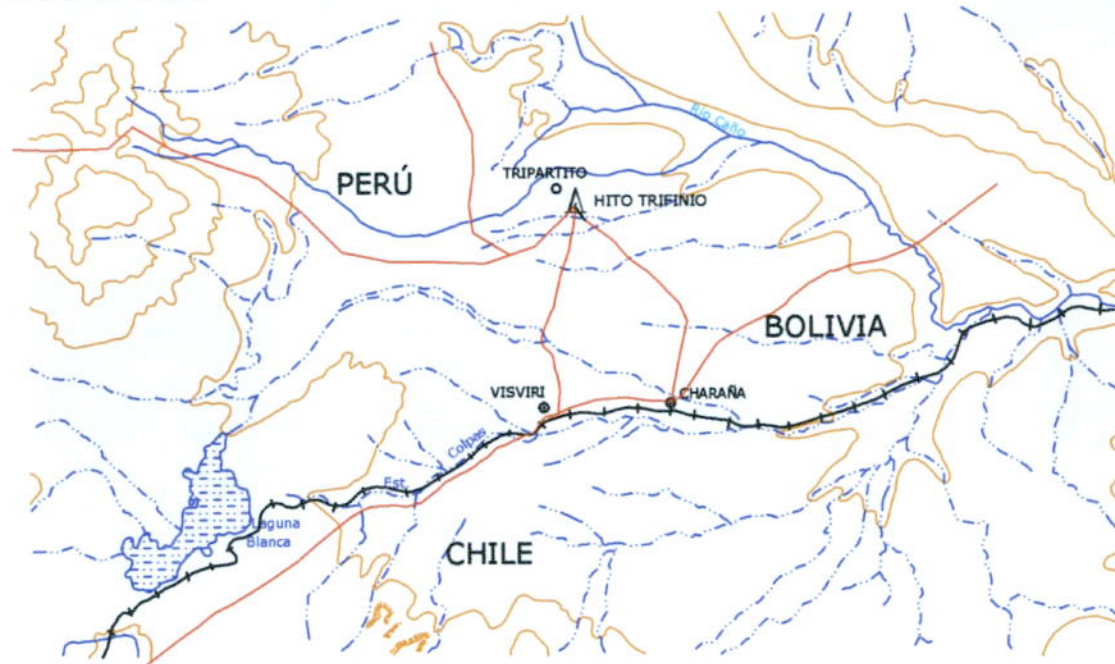 Río Caño
PERÚ
TRIPARTITO
HITO TRIFINIO
BOLIVIA
VISVIRI
CHARAÑA
Colpas
Est.
Laguna
Blanca
CHILE